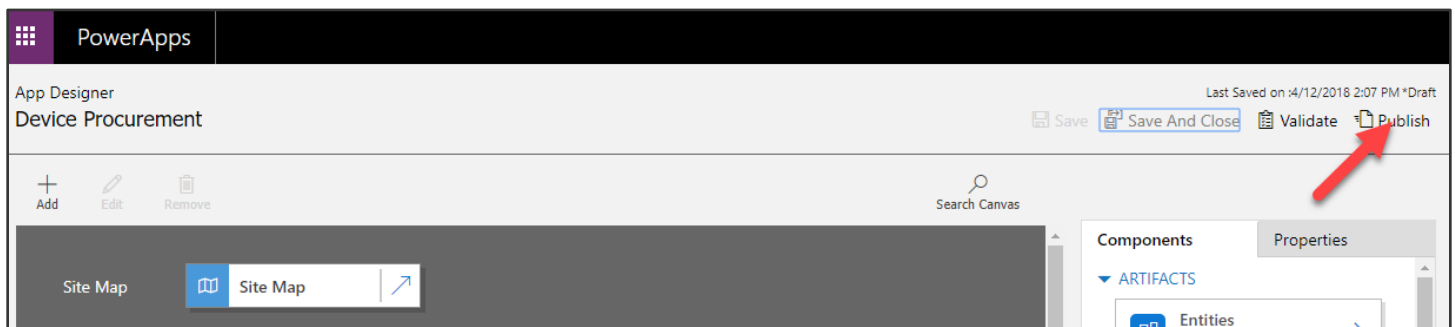 PowerApps
App Designer
Last Saved on :4/12/2018 2:07 PM *Draft
Device Procurement
Save Save And Close Validate Publish
Add Edit Remove Search Canvas
Components Properties
Site Map Site Map
ARTIFACTS
Entities